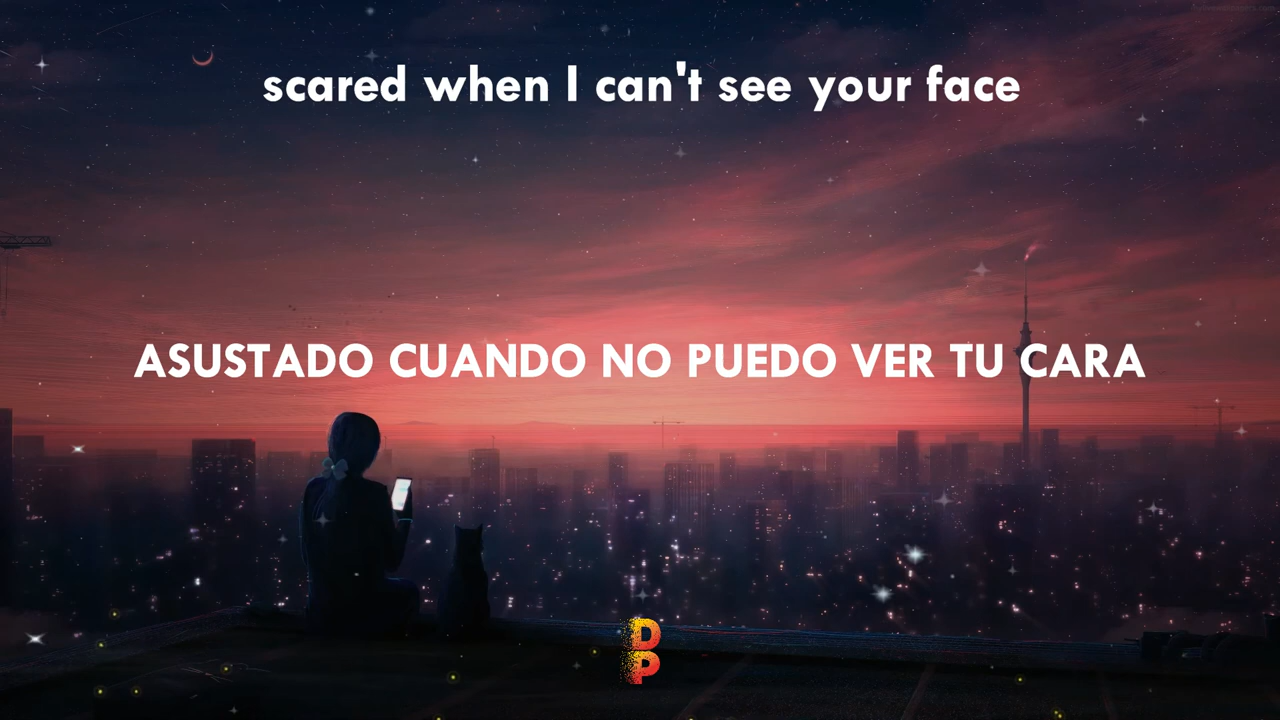 scared when I can't see your face
ASUSTADO CUANDO NO PUEDO VER TU CARA
DP